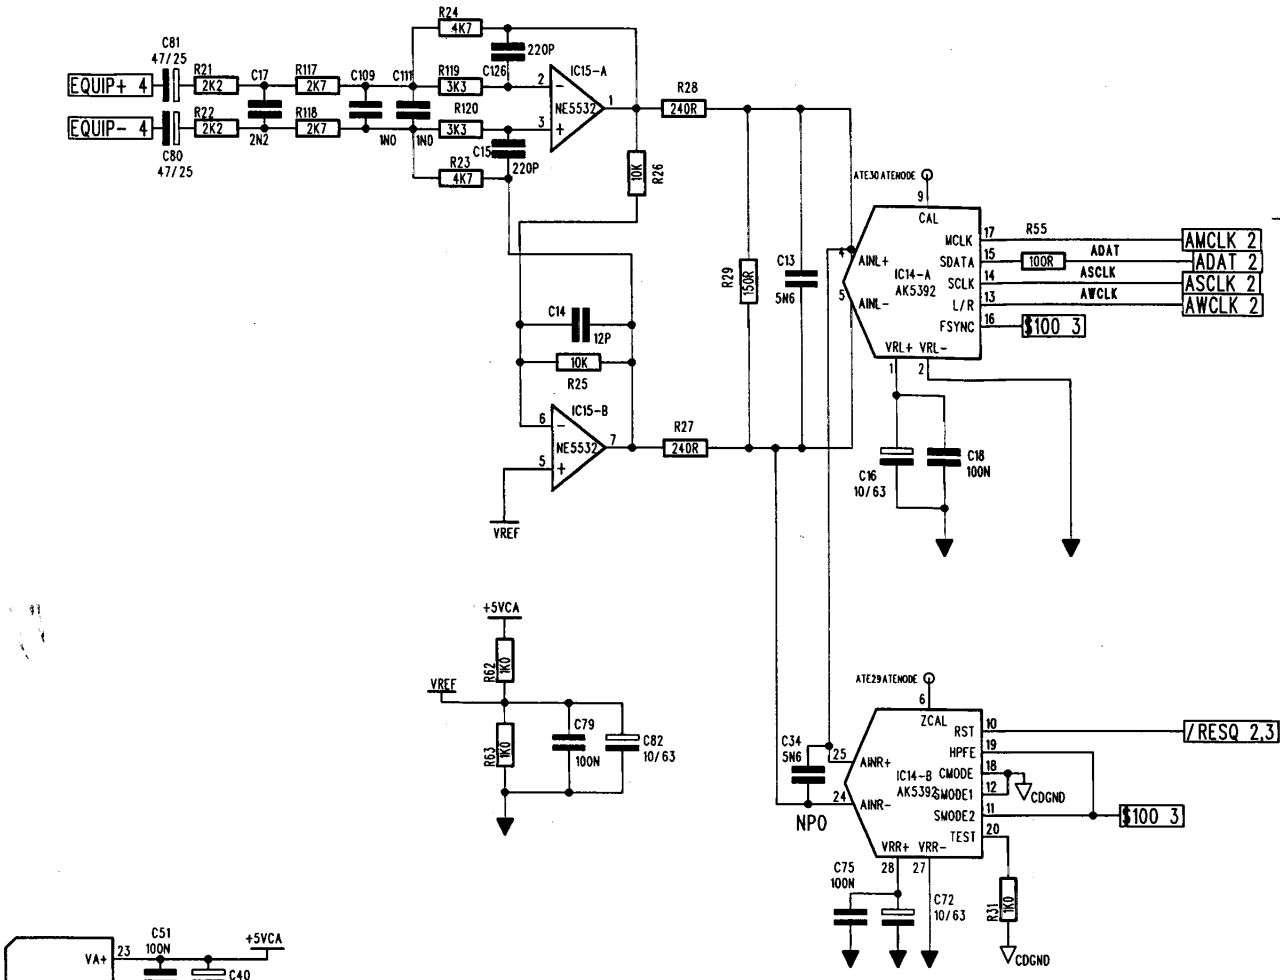 R24
4K7
C81
47/25
220P
EQUIP+ 4
R21
2K2
C17
R117
2K7
C109
C111
R119
3K3
C126
IC15-A
2
1
NE5532
3
R28
240R
EQUIP- 4
R22
2K2
2N2
R118
2K7
1N0
1N0
R120
3K3
C15
220P
C80
47/25
R23
4K7
10K
R26
ATE30 ATENODE
9
CAL
MCLK
17
R55
AMCLK 2
4
AINL+
SDATA
15
100R
ADAT
ADAT 2
IC14-A
AK5392
SCLK
14
ASCLK
ASCLK 2
5
AINL-
L/R
13
AWCLK
AWCLK 2
FSYNC
16
$100 3
VRL+ VRL-
1
2
R29
150R
C13
5N6
C14
12P
10K
R25
IC15-B
6
7
NE5532
5
R27
240R
VREF
C16
10/63
C18
100N
+5VCA
R62
1K0
VREF
R63
1K0
C79
100N
C82
10/63
ATE29 ATENODE
6
ZCAL
RST
10
/RESQ 2,3
C34
5N6
25
AINR+
HPFE
19
CMODE
18
IC14-B
AK5392
SMODE1
12
CDGND
24
AINR-
SMODE2
11
$100 3
NPO
TEST
20
VRR+ VRR-
28
27
C75
100N
C72
10/63
R31
1K0
CDGND
VA+
23
C51
100N
+5VCA
C40